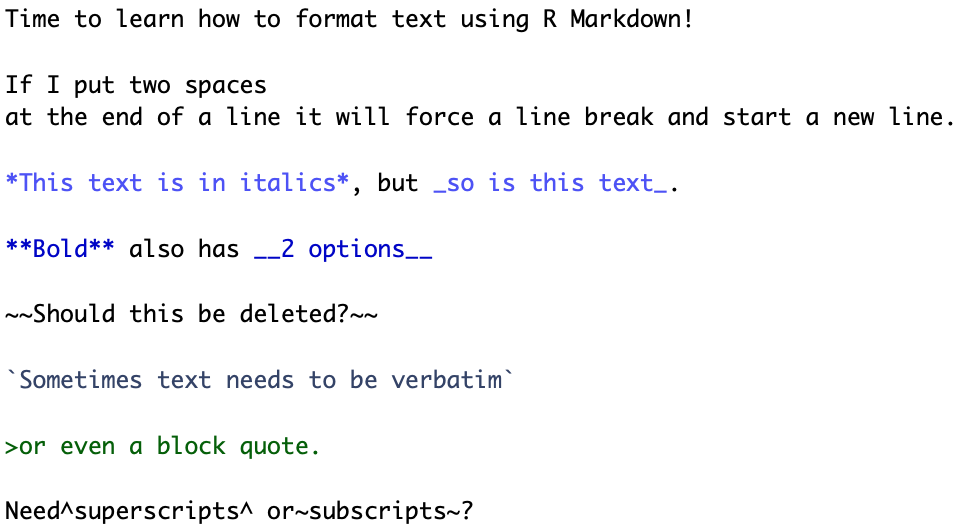 Time to learn how to format text using R Markdown!
If I put two spaces
at the end of a line it will force a line break and start a new line.
*This text is in italics*, but _so is this text_.
**Bold** also has __2 options__
~~Should this be deleted?~~
`Sometimes text needs to be verbatim`
>or even a block quote.
Need^superscripts^ or~subscripts~?